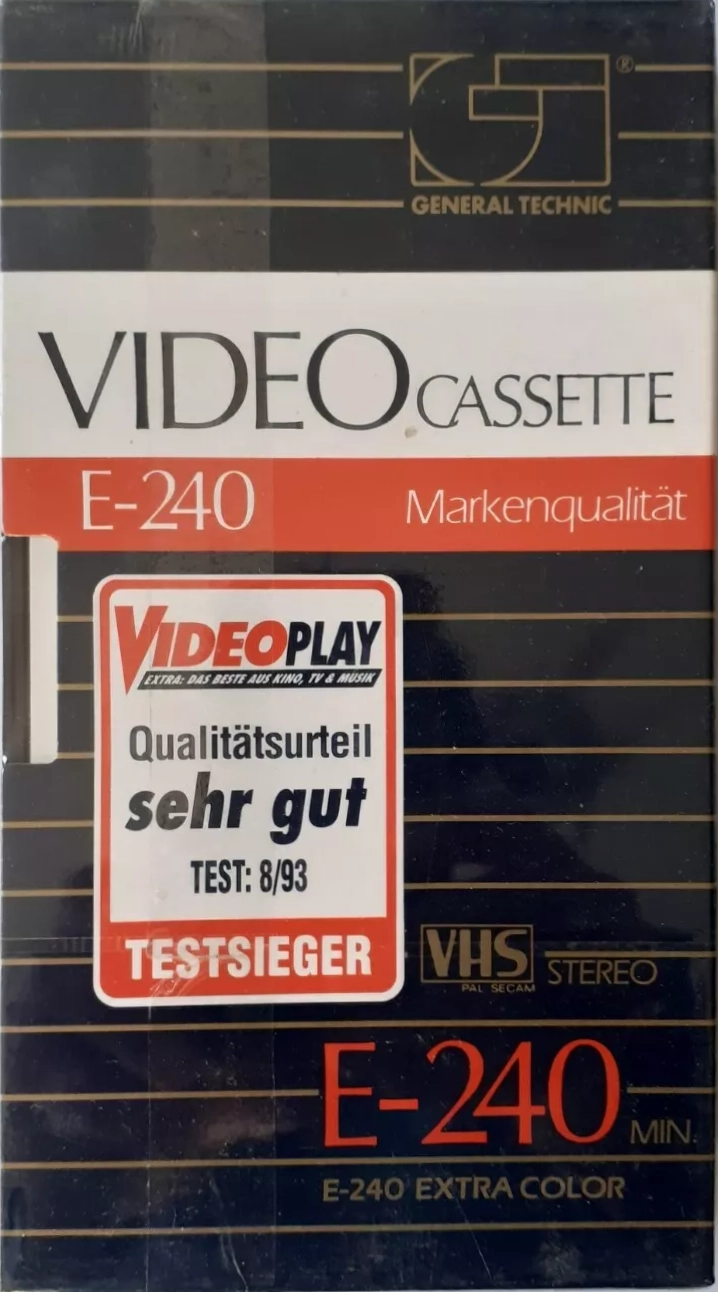 GT®
GENERAL TECHNIC
VIDEO CASSETTE
E-240 Markenqualität
VIDEOPLAY
EXTRA: DAS BESTE AUS KINO, TV & MUSIK
Qualitätsurteil
sehr gut
TEST: 8/93
TESTSIEGER
VHS STEREO
PAL SECAM
E-240 MIN.
E-240 EXTRA COLOR